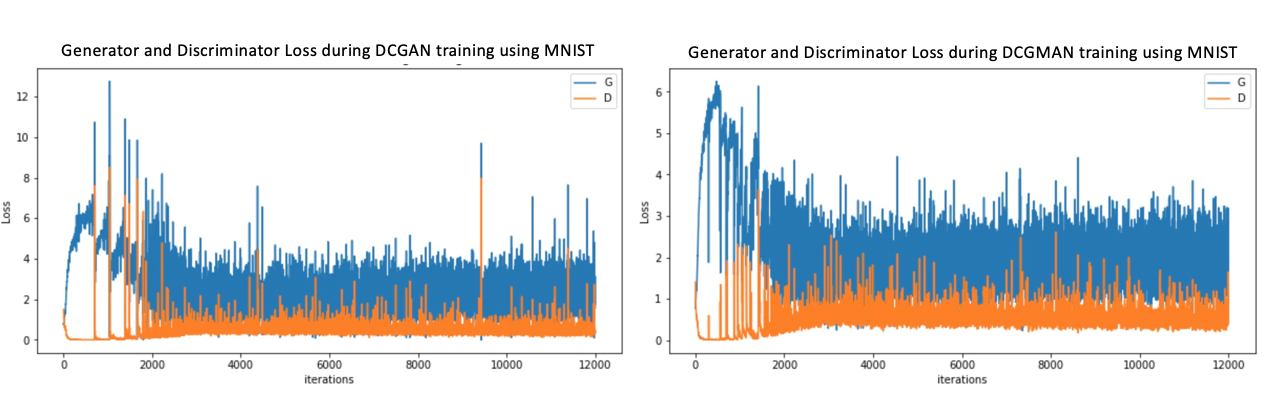 Generator and Discriminator Loss during DCGAN training using MNIST
G
D
12
10
8
6
4
2
0
Loss
0 2000 4000 6000 8000 10000 12000
iterations
Generator and Discriminator Loss during DCGMAN training using MNIST
G
D
6
5
4
3
2
1
0
Loss
0 2000 4000 6000 8000 10000 12000
iterations